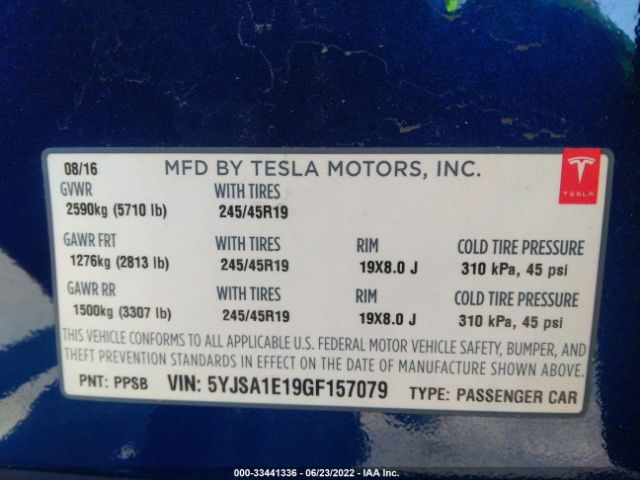 08/16 MFD BY TESLA MOTORS, INC.
TESLA
GVWR WITH TIRES
2590kg (5710 lb) 245/45R19
GAWR FRT WITH TIRES RIM COLD TIRE PRESSURE
1276kg (2813 lb) 245/45R19 19X8.0 J 310 kPa, 45 psi
GAWR RR WITH TIRES RIM COLD TIRE PRESSURE
1500kg (3307 lb) 245/45R19 19X8.0 J 310 kPa, 45 psi
THIS VEHICLE CONFORMS TO ALL APPLICABLE U.S. FEDERAL MOTOR VEHICLE SAFETY, BUMPER, AND
THEFT PREVENTION STANDARDS IN EFFECT ON THE DATE OF MANUFACTURE SHOWN ABOVE.
PNT: PPSB VIN: 5YJSA1E19GF157079 TYPE: PASSENGER CAR
000-33441336 - 06/23/2022 - IAA Inc.